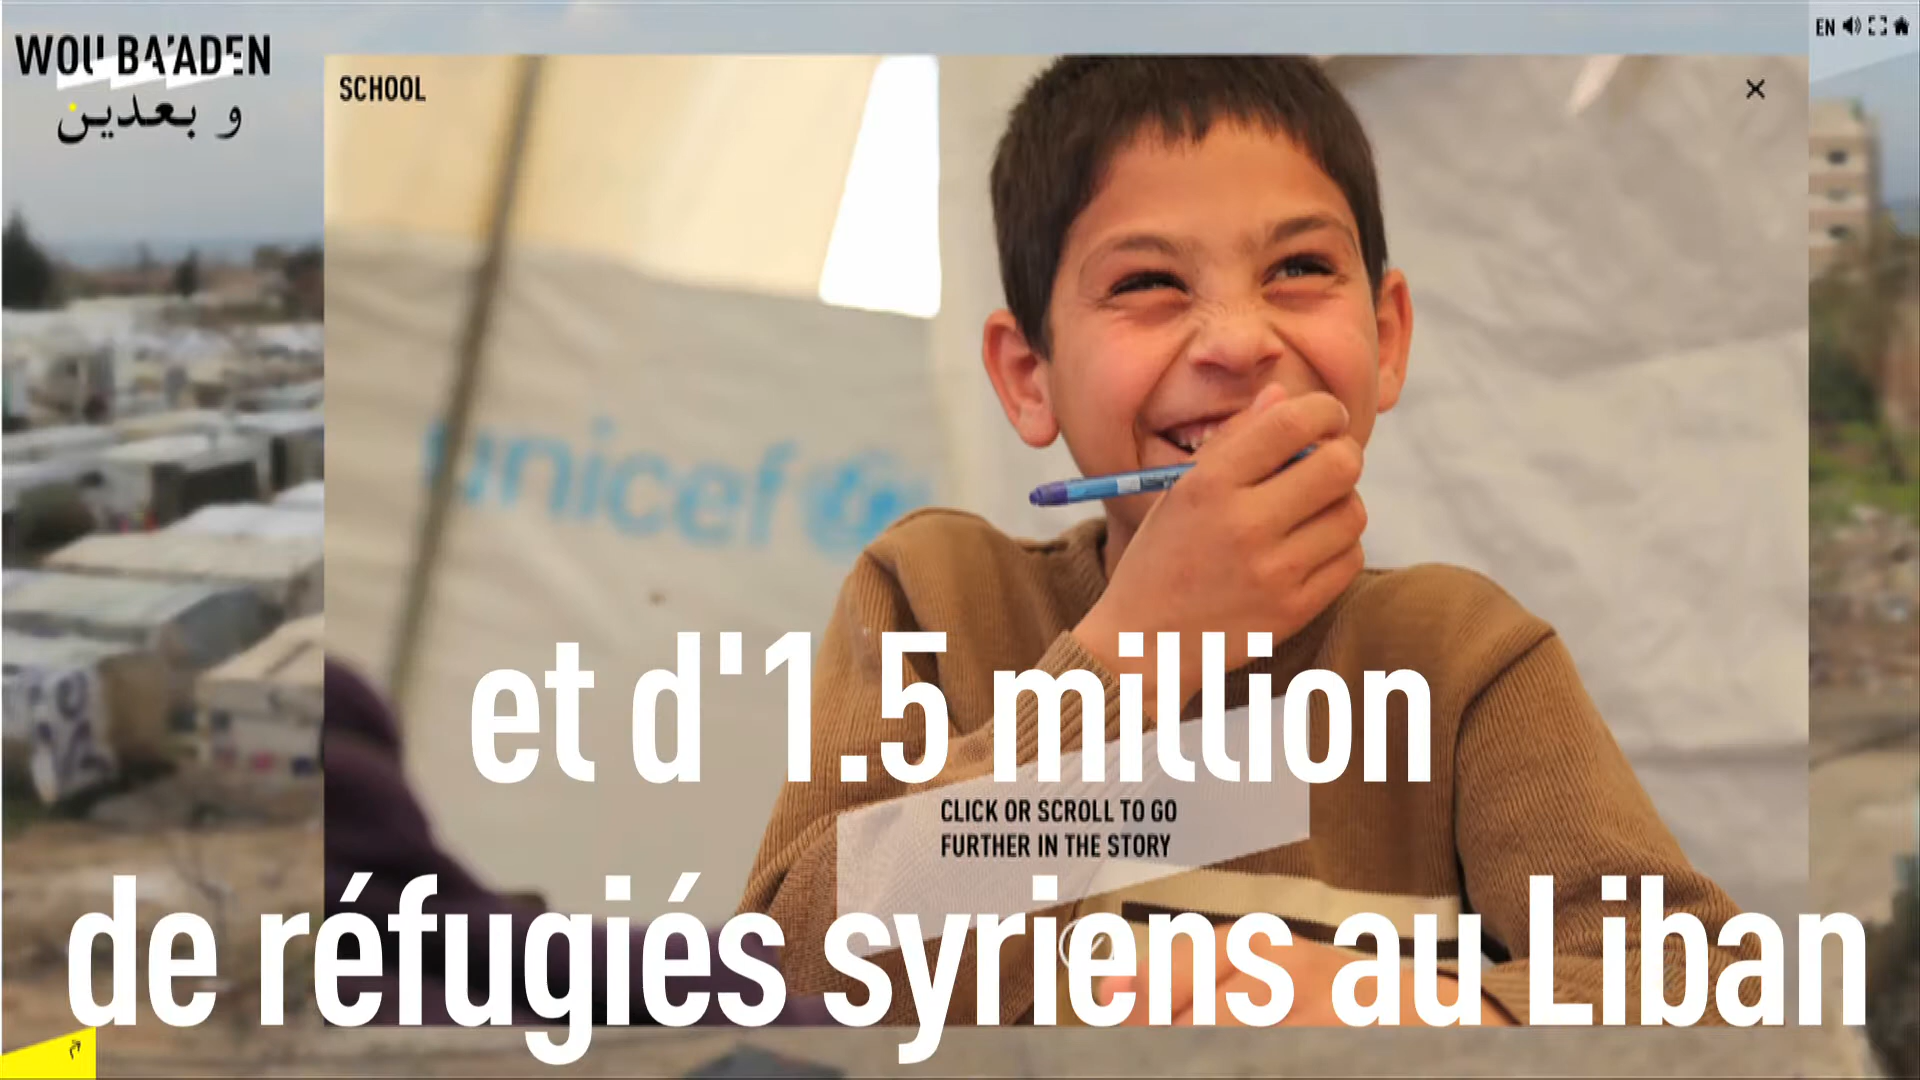 WOU BA'ADEN
و بعدين
EN
SCHOOL
unicef
et d'1.5 million
CLICK OR SCROLL TO GO
FURTHER IN THE STORY
de réfugiés syriens au Liban